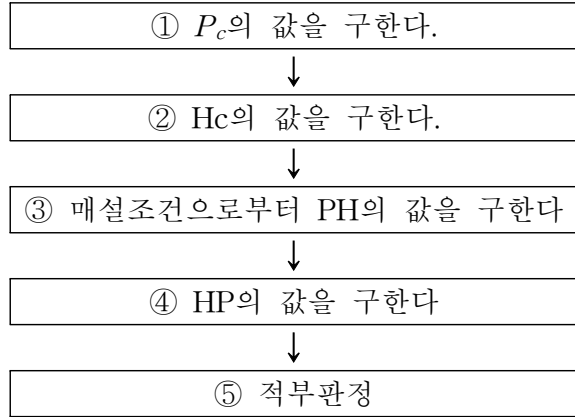 ① Pc의 값을 구한다.
② Hc의 값을 구한다.
③ 매설조건으로부터 PH의 값을 구한다
④ HP의 값을 구한다
⑤ 적부판정